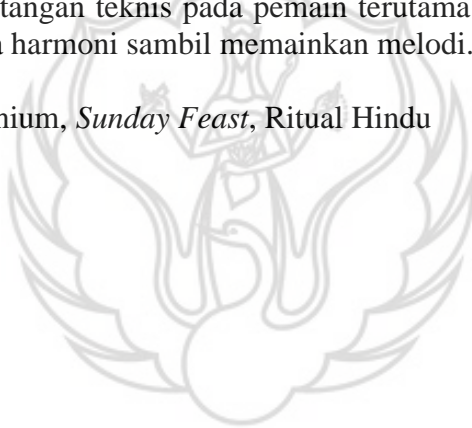 tangan teknis pada pemain terutama
harmoni sambil memainkan melodi.
nium, Sunday Feast, Ritual Hindu